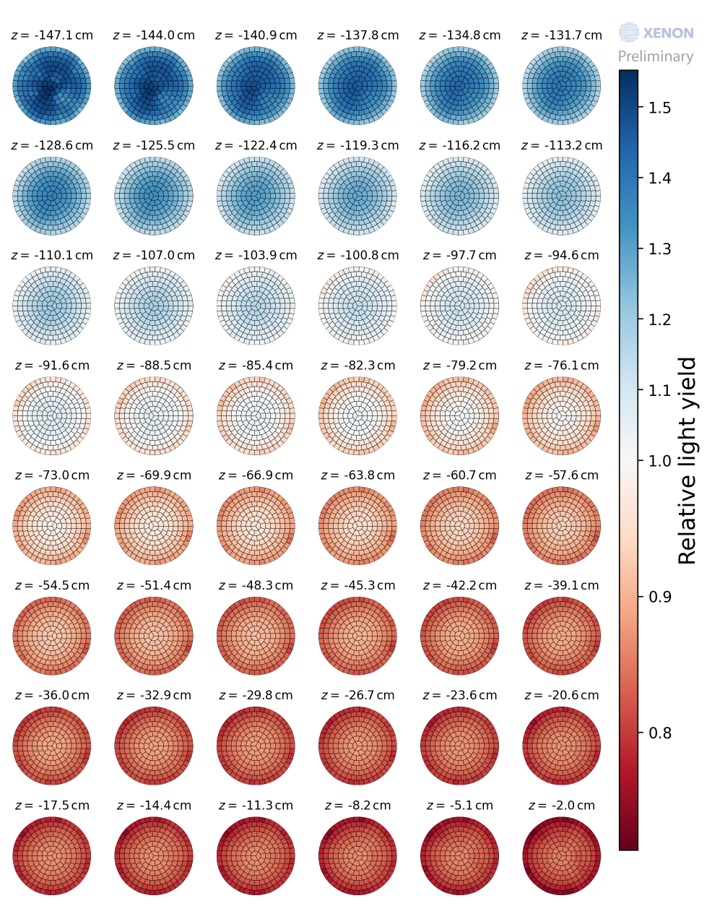 XENON
Preliminary
z = -147.1 cm z = -144.0 cm z = -140.9 cm z = -137.8 cm z = -134.8 cm z = -131.7 cm
z = -128.6 cm z = -125.5 cm z = -122.4 cm z = -119.3 cm z = -116.2 cm z = -113.2 cm
z = -110.1 cm z = -107.0 cm z = -103.9 cm z = -100.8 cm z = -97.7 cm z = -94.6 cm
z = -91.6 cm z = -88.5 cm z = -85.4 cm z = -82.3 cm z = -79.2 cm z = -76.1 cm
z = -73.0 cm z = -69.9 cm z = -66.9 cm z = -63.8 cm z = -60.7 cm z = -57.6 cm
z = -54.5 cm z = -51.4 cm z = -48.3 cm z = -45.3 cm z = -42.2 cm z = -39.1 cm
z = -36.0 cm z = -32.9 cm z = -29.8 cm z = -26.7 cm z = -23.6 cm z = -20.6 cm
z = -17.5 cm z = -14.4 cm z = -11.3 cm z = -8.2 cm z = -5.1 cm z = -2.0 cm
1.5
1.4
1.3
1.2
1.1
1.0
0.9
0.8
Relative light yield